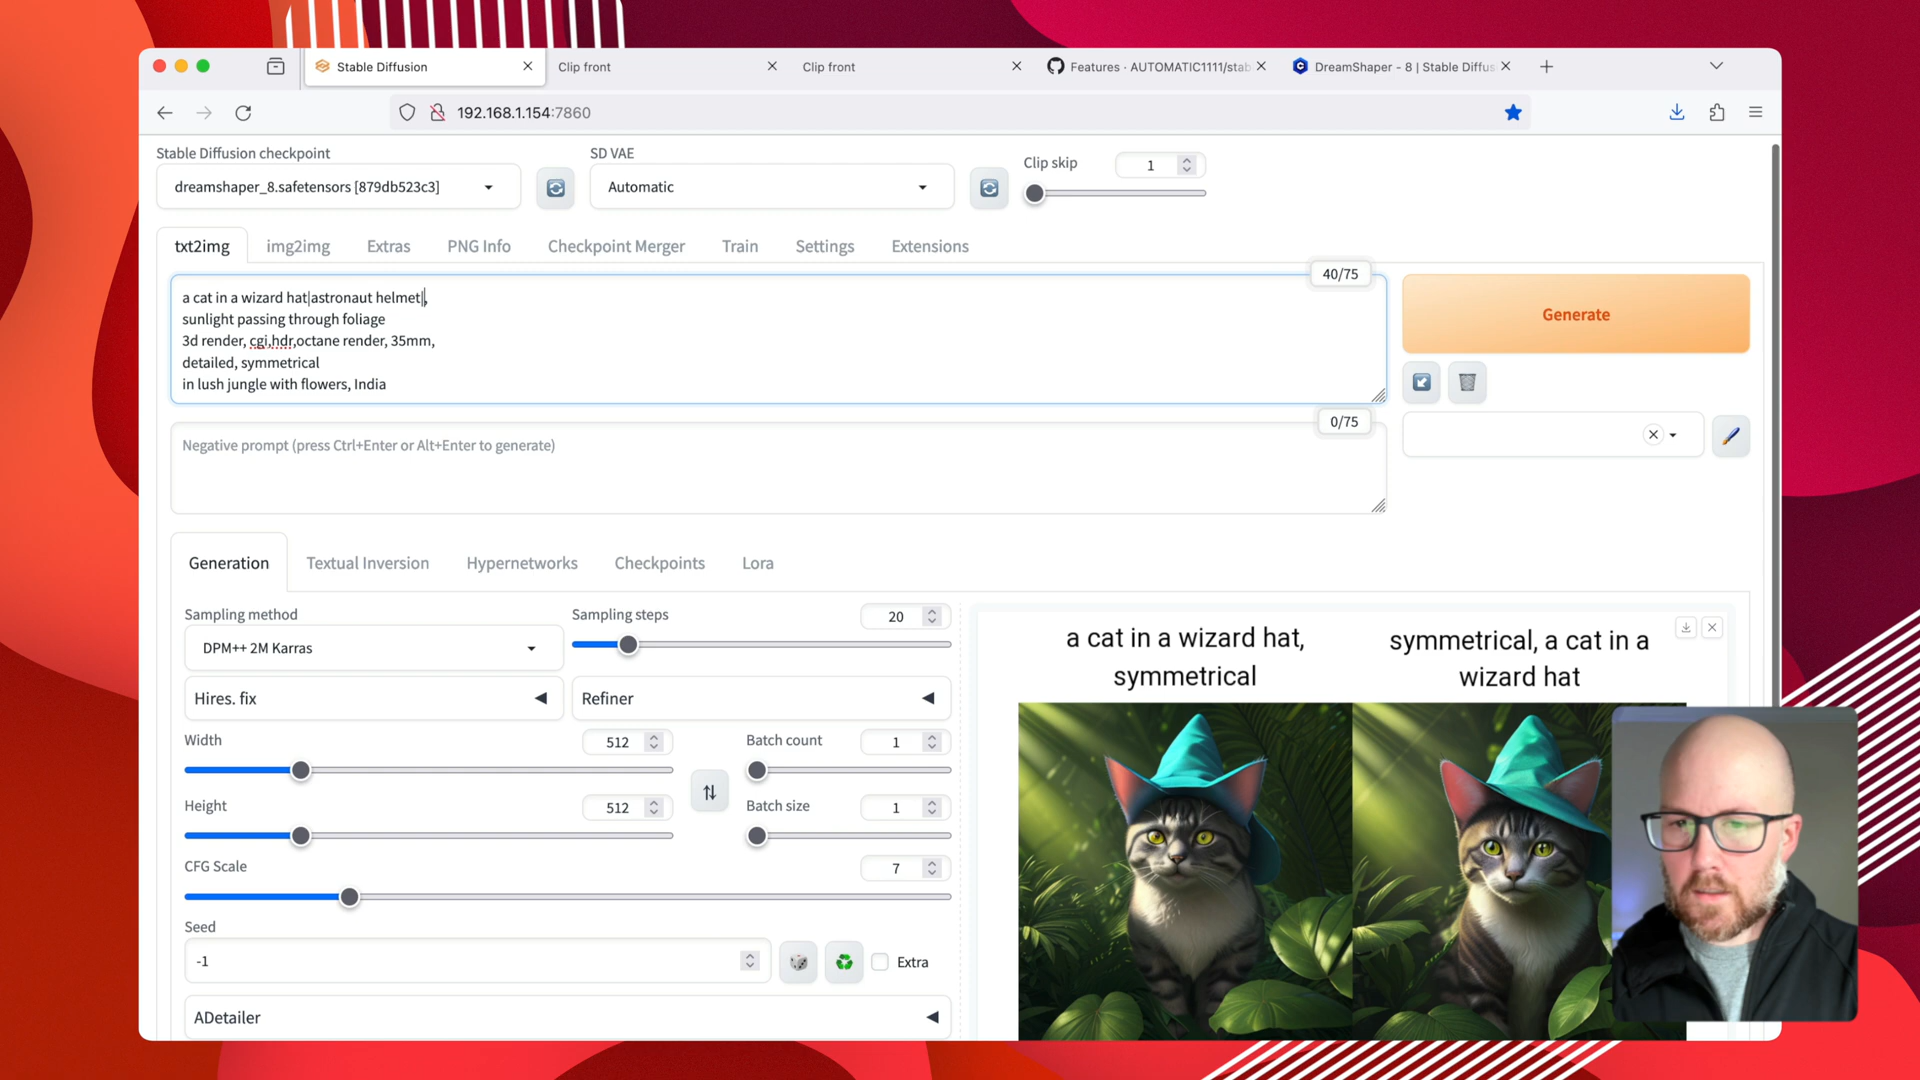 Stable Diffusion
Clip front
Clip front
Features · AUTOMATIC1111/stab
DreamShaper - 8 | Stable Diffus
192.168.1.154:7860
Stable Diffusion checkpoint
SD VAE
Clip skip
1
dreamshaper_8.safetensors [879db523c3]
Automatic
txt2img
img2img
Extras
PNG Info
Checkpoint Merger
Train
Settings
Extensions
40/75
a cat in a wizard hat|astronaut helmet|,
sunlight passing through foliage
3d render, cgi,hdr,octane render, 35mm,
detailed, symmetrical
in lush jungle with flowers, India
Generate
0/75
Negative prompt (press Ctrl+Enter or Alt+Enter to generate)
Generation
Textual Inversion
Hypernetworks
Checkpoints
Lora
Sampling method
Sampling steps
20
DPM++ 2M Karras
Hires. fix
Refiner
Width
512
Batch count
1
Height
512
Batch size
1
CFG Scale
7
Seed
-1
Extra
ADetailer
a cat in a wizard hat,
symmetrical
symmetrical, a cat in a
wizard hat